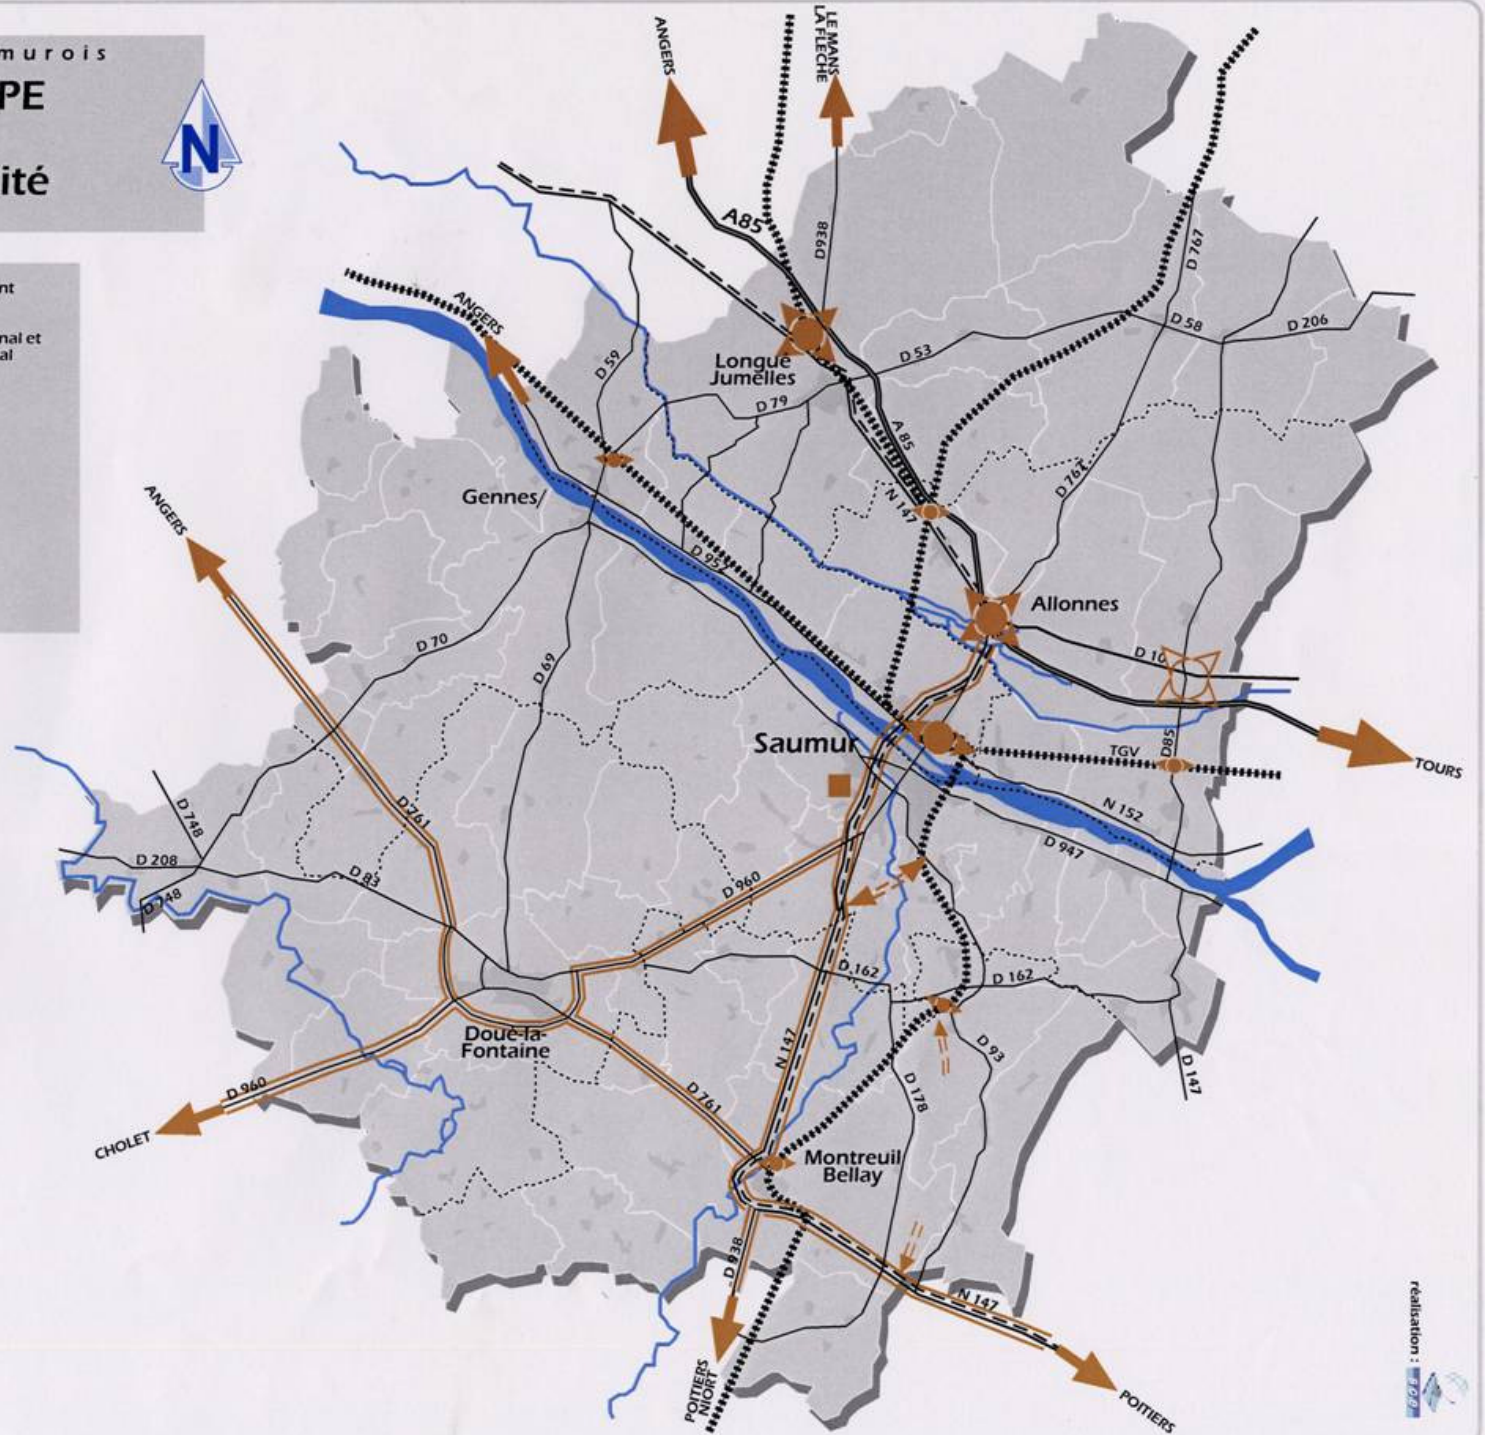 murois
PE
ité
N
nt
nal et
al
ANGERS
LE MANS
LA FLECHE
A85
D938
D 767
ANGERS
D 58
D 206
D 59
Longué
Jumelles
D 53
D 79
A 85
D 767
N 147
Gennes
ANGERS
D 952
Allonnes
D 70
D 69
D 10
Saumur
TGV
D85
TOURS
D 748
D 761
N 152
D 947
D 208
D 83
D 748
D 960
D 162
D 162
Doué-la-
Fontaine
N 147
D 93
D 147
D 960
D 761
D 178
CHOLET
Montreuil
Bellay
D 938
N 147
POITIERS
NIORT
POITIERS
réalisation :